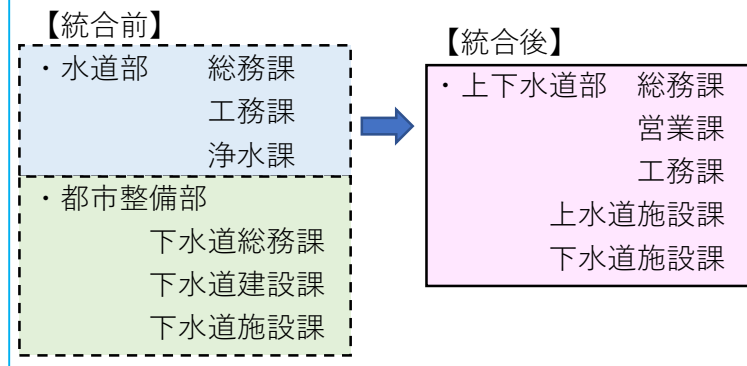 【統合前】
・水道部 総務課
工務課
浄水課
・都市整備部
下水道総務課
下水道建設課
下水道施設課
【統合後】
・上下水道部 総務課
営業課
工務課
上水道施設課
下水道施設課